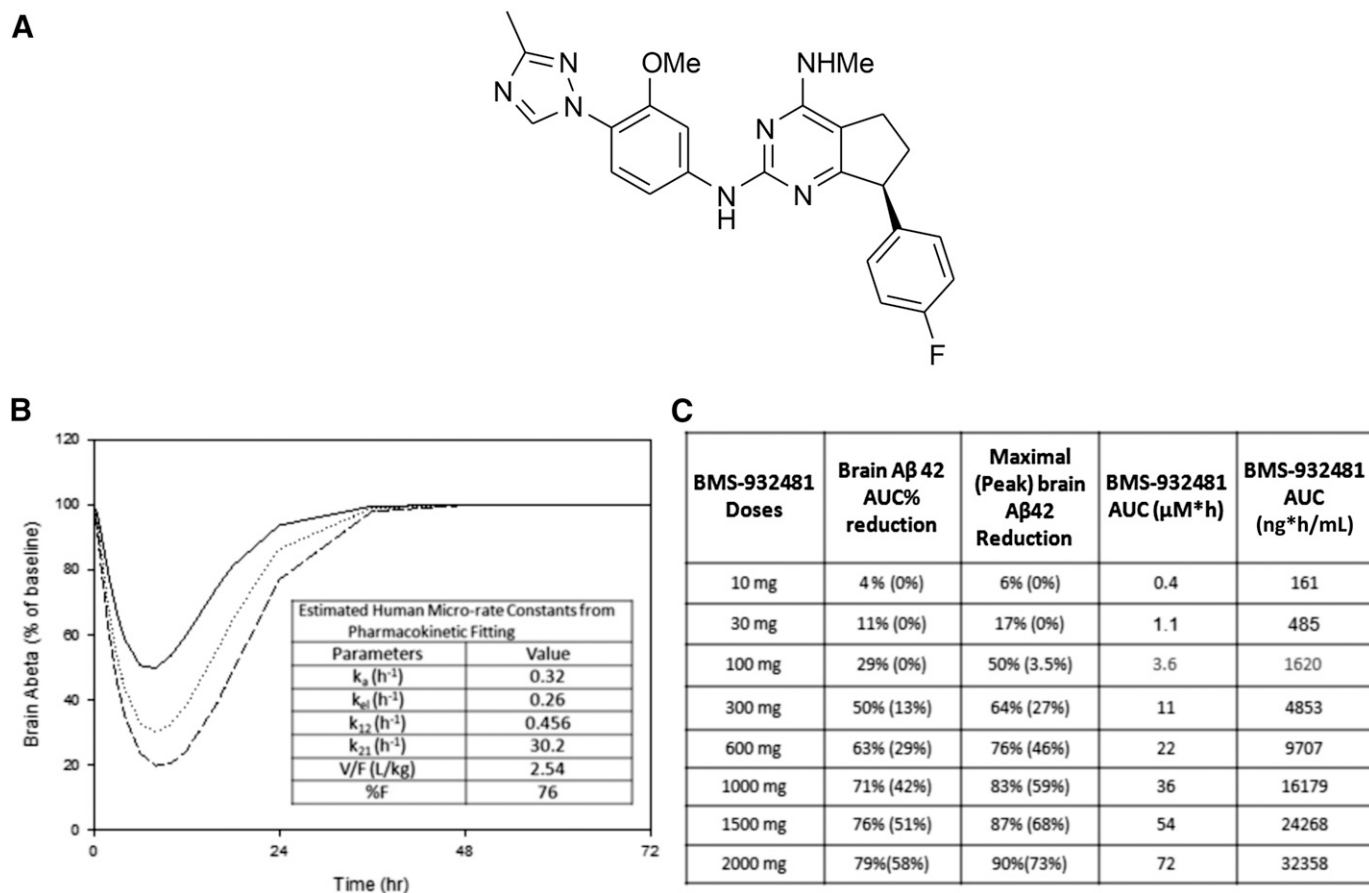 A
N
N
N
N
OMe
NHMe
N
N
N
H
F
B
Brain Abeta (% of baseline)
120
100
80
60
40
20
0
0
24
48
72
Time (hr)
Estimated Human Micro-rate Constants from
Pharmacokinetic Fitting
Parameters Value
ka (h-1) 0.32
kel (h-1) 0.26
k12 (h-1) 0.456
k21 (h-1) 30.2
V/F (L/kg) 2.54
%F 76
C
BMS-932481 Doses Brain Aβ 42 AUC% reduction Maximal (Peak) brain Aβ42 Reduction BMS-932481 AUC (µM*h) BMS-932481 AUC (ng*h/mL)
10 mg 4% (0%) 6% (0%) 0.4 161
30 mg 11% (0%) 17% (0%) 1.1 485
100 mg 29% (0%) 50% (3.5%) 3.6 1620
300 mg 50% (13%) 64% (27%) 11 4853
600 mg 63% (29%) 76% (46%) 22 9707
1000 mg 71% (42%) 83% (59%) 36 16179
1500 mg 76% (51%) 87% (68%) 54 24268
2000 mg 79%(58%) 90%(73%) 72 32358